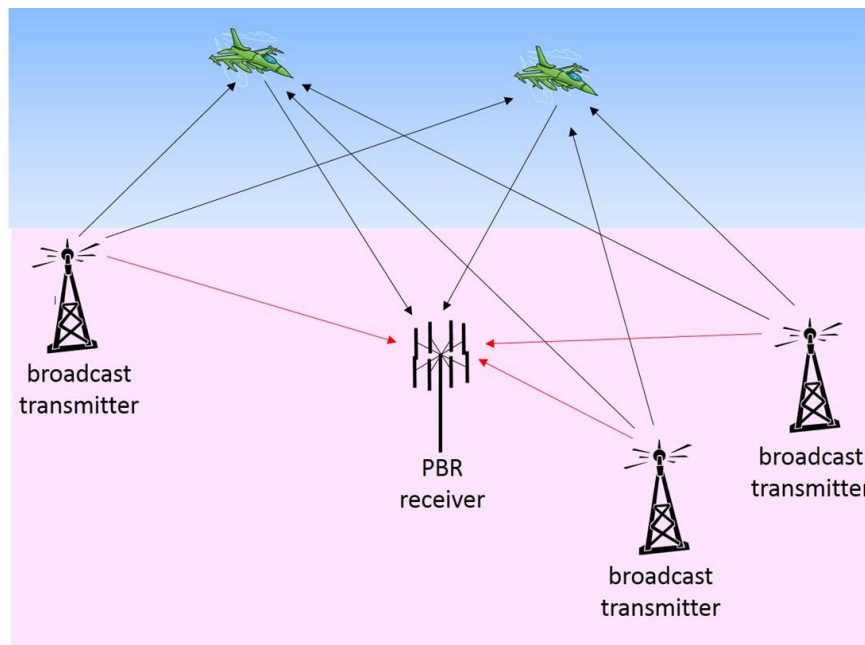 broadcast
transmitter
PBR
receiver
broadcast
transmitter
broadcast
transmitter